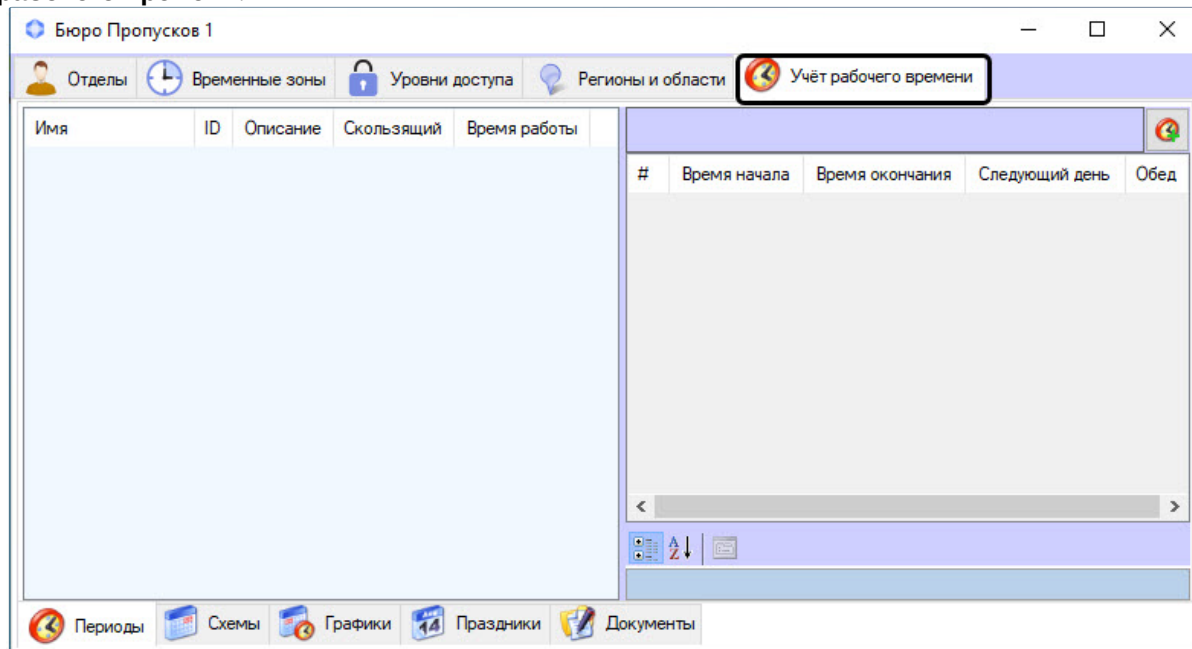 Бюро Пропусков 1
Отделы Временные зоны Уровни доступа Регионы и области Учёт рабочего времени
Имя ID Описание Скользящий Время работы
# Время начала Время окончания Следующий день Обед
Периоды Схемы Графики 14 Праздники Документы